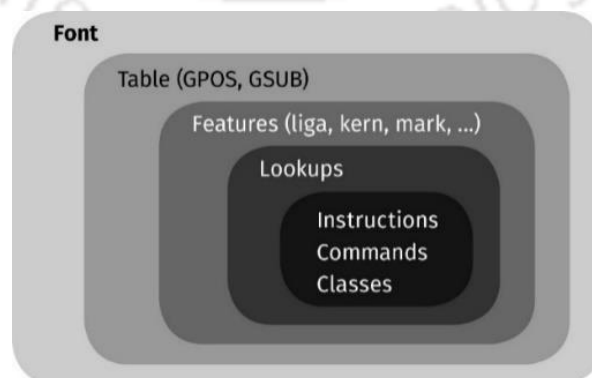 Font
Table (GPOS, GSUB)
Features (liga, kern, mark, ...)
Lookups
Instructions
Commands
Classes